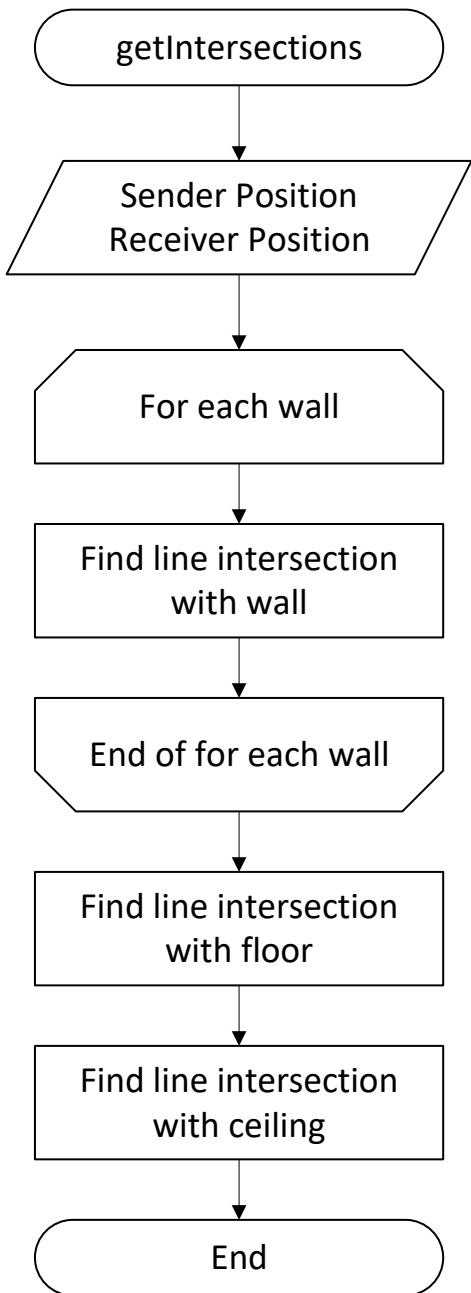 getIntersections
Sender Position
Receiver Position
For each wall
Find line intersection
with wall
End of for each wall
Find line intersection
with floor
Find line intersection
with ceiling
End